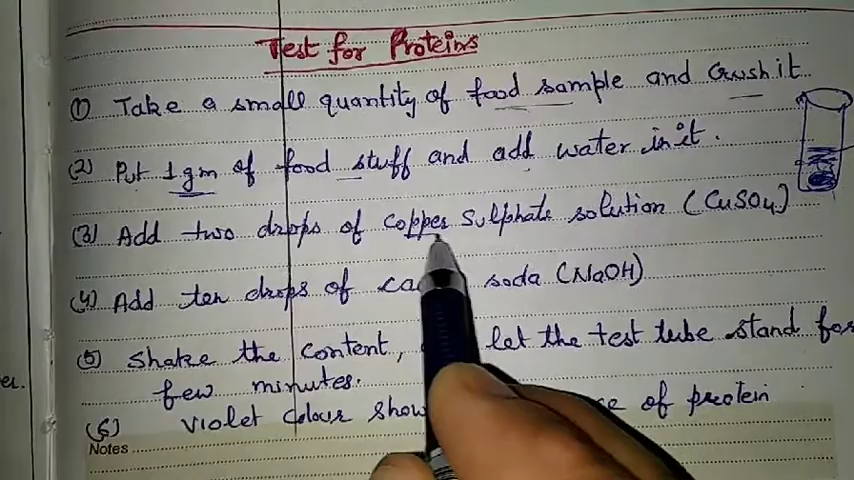 Test for Proteins
(1) Take a small quantity of food sample and Crush it
(2) Put 1 gm of food stuff and add water in it.
(3) Add two drops of copper Sulphate solution (CuSO4)
(4) Add ten drops of soda (NaOH)
(5) Shake the content, let the test tube stand for
few minutes.
er.
(6) Violet Colour show of protein
Notes